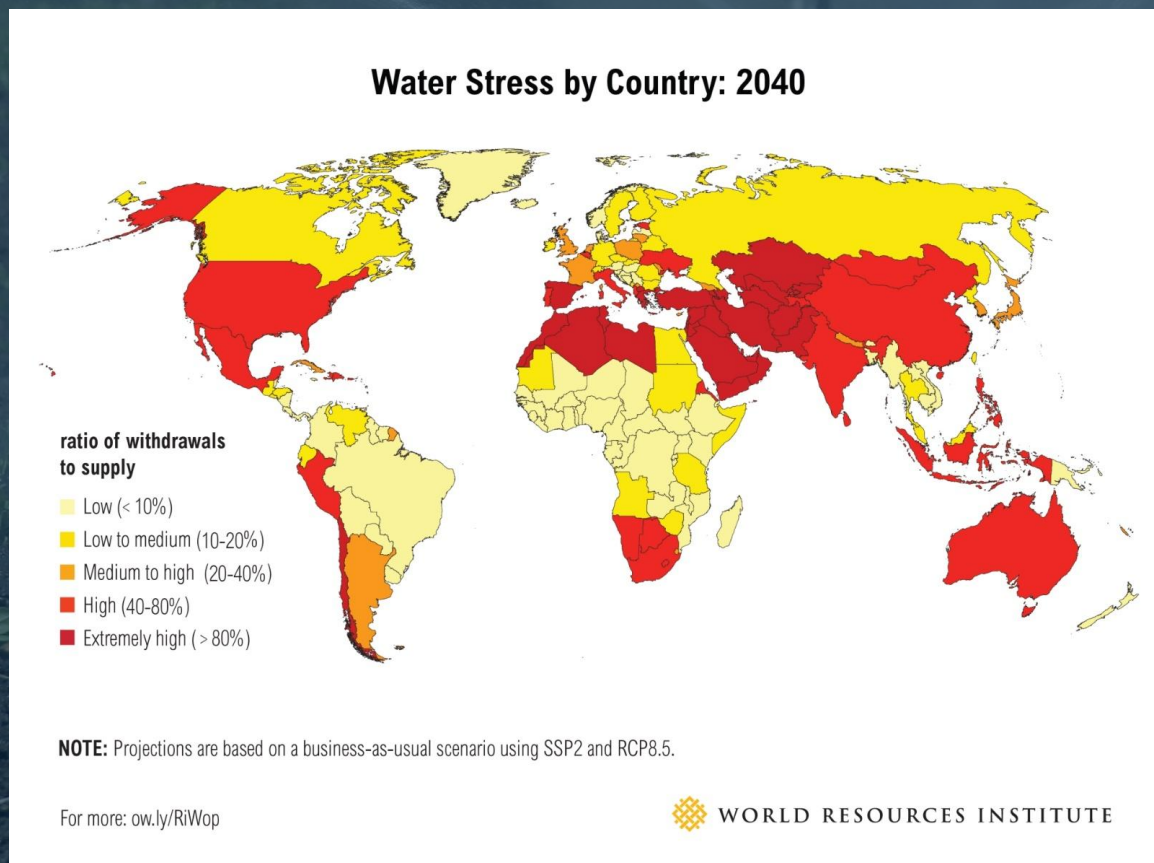 Water Stress by Country: 2040
ratio of withdrawals
to supply
Low (< 10%)
Low to medium (10-20%)
Medium to high (20-40%)
High (40-80%)
Extremely high ( > 80%)
NOTE: Projections are based on a business-as-usual scenario using SSP2 and RCP8.5.
For more: ow.ly/RiWop
WORLD RESOURCES INSTITUTE